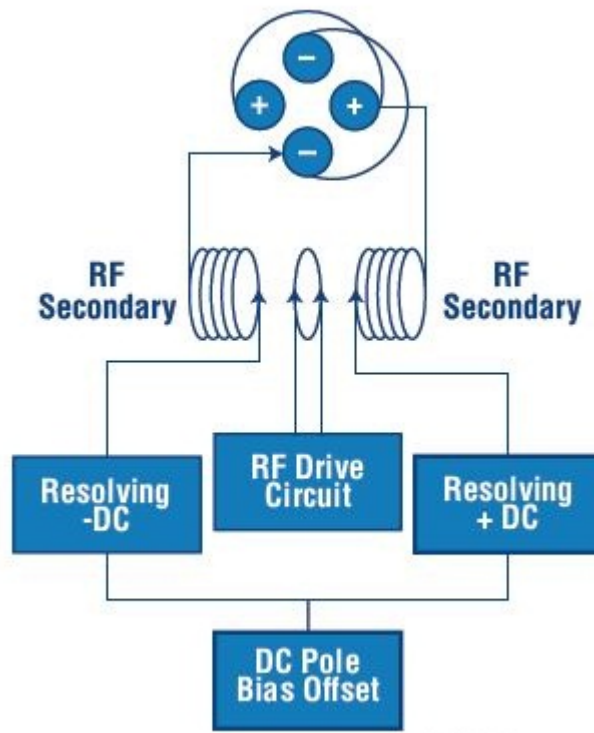 −
+ +
−
RF
Secondary
RF
Secondary
RF Drive
Circuit
Resolving
-DC
Resolving
+ DC
DC Pole
Bias Offset